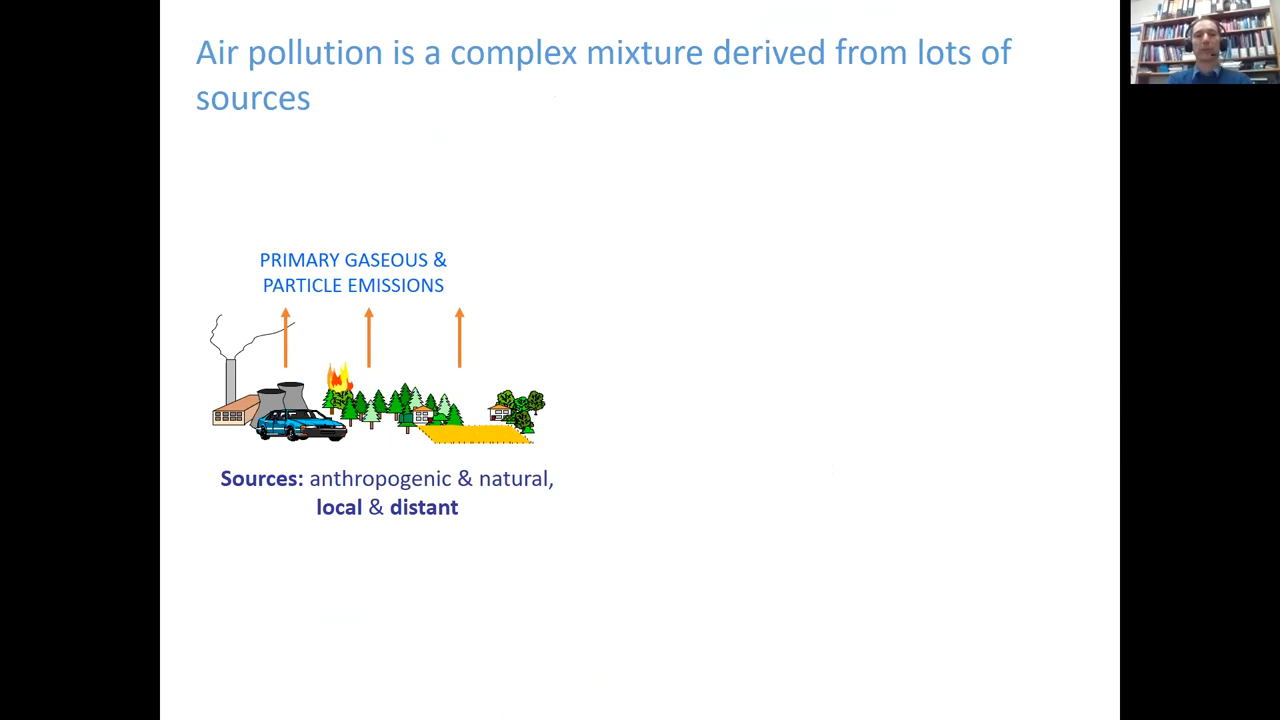 Air pollution is a complex mixture derived from lots of
sources
PRIMARY GASEOUS &
PARTICLE EMISSIONS
Sources: anthropogenic & natural,
local & distant